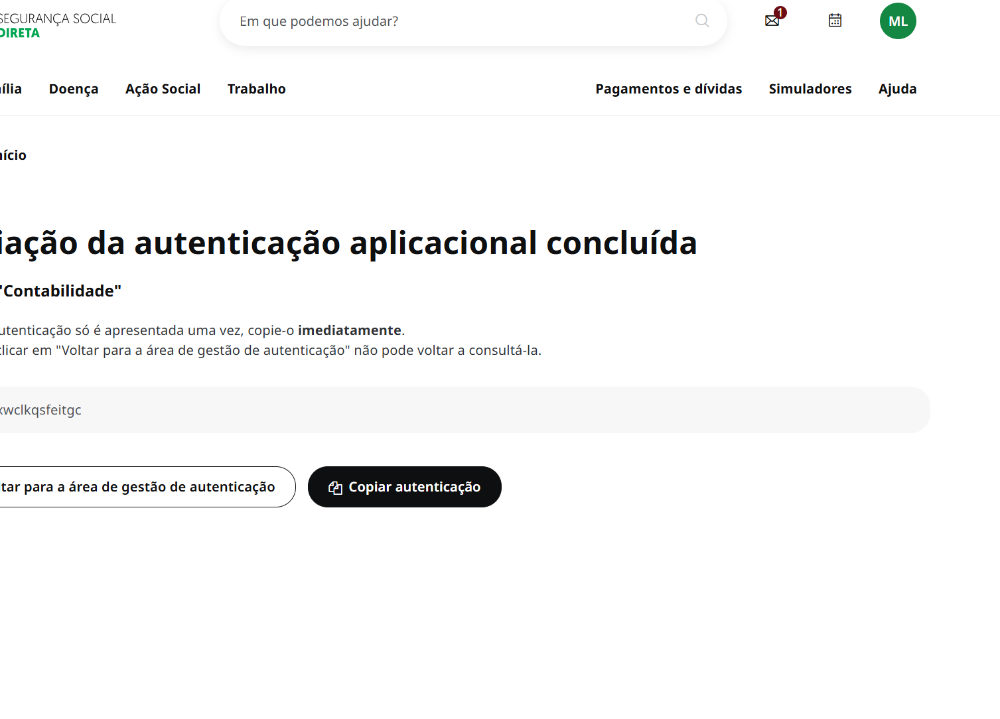 SEGURANÇA SOCIAL
DIRETA
Em que podemos ajudar?
1
ML
Doença
Ação Social
Trabalho
Pagamentos e dívidas
Simuladores
Ajuda
nício
iação da autenticação aplicacional concluída
"Contabilidade"
utenticação só é apresentada uma vez, copie-o imediatamente.
clicar em "Voltar para a área de gestão de autenticação" não pode voltar a consultá-la.
xwclkqsfeitgc
tar para a área de gestão de autenticação
Copiar autenticação